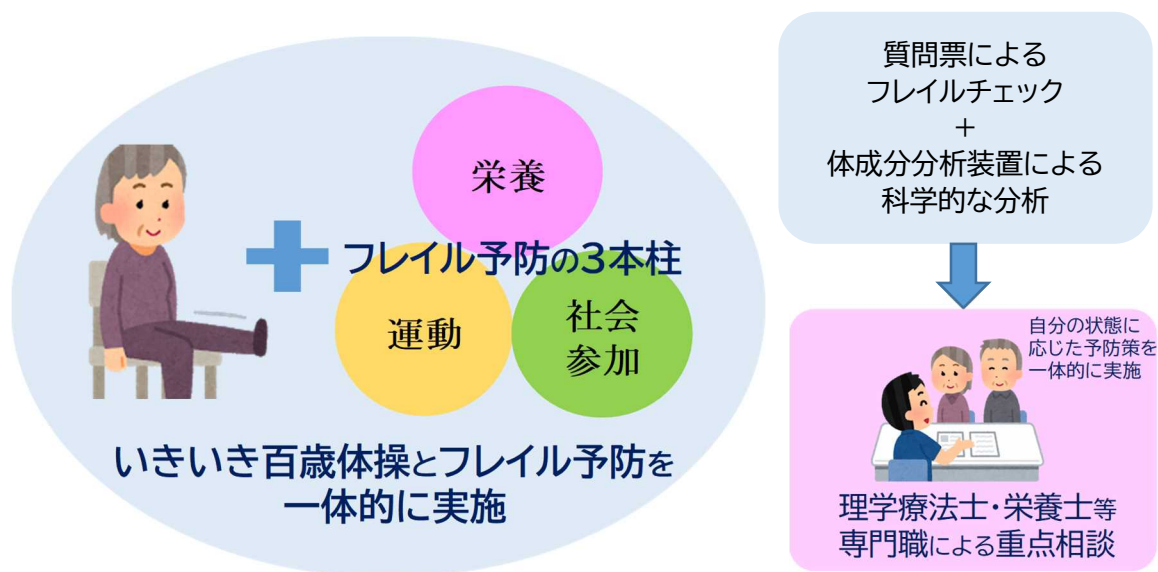 栄養
フレイル予防の3本柱
運動
社会
参加
いきいき百歳体操とフレイル予防を
一体的に実施
質問票による
フレイルチェック
+
体成分分析装置による
科学的な分析
自分の状態に
応じた予防策を
一体的に実施
理学療法士・栄養士等
専門職による重点相談